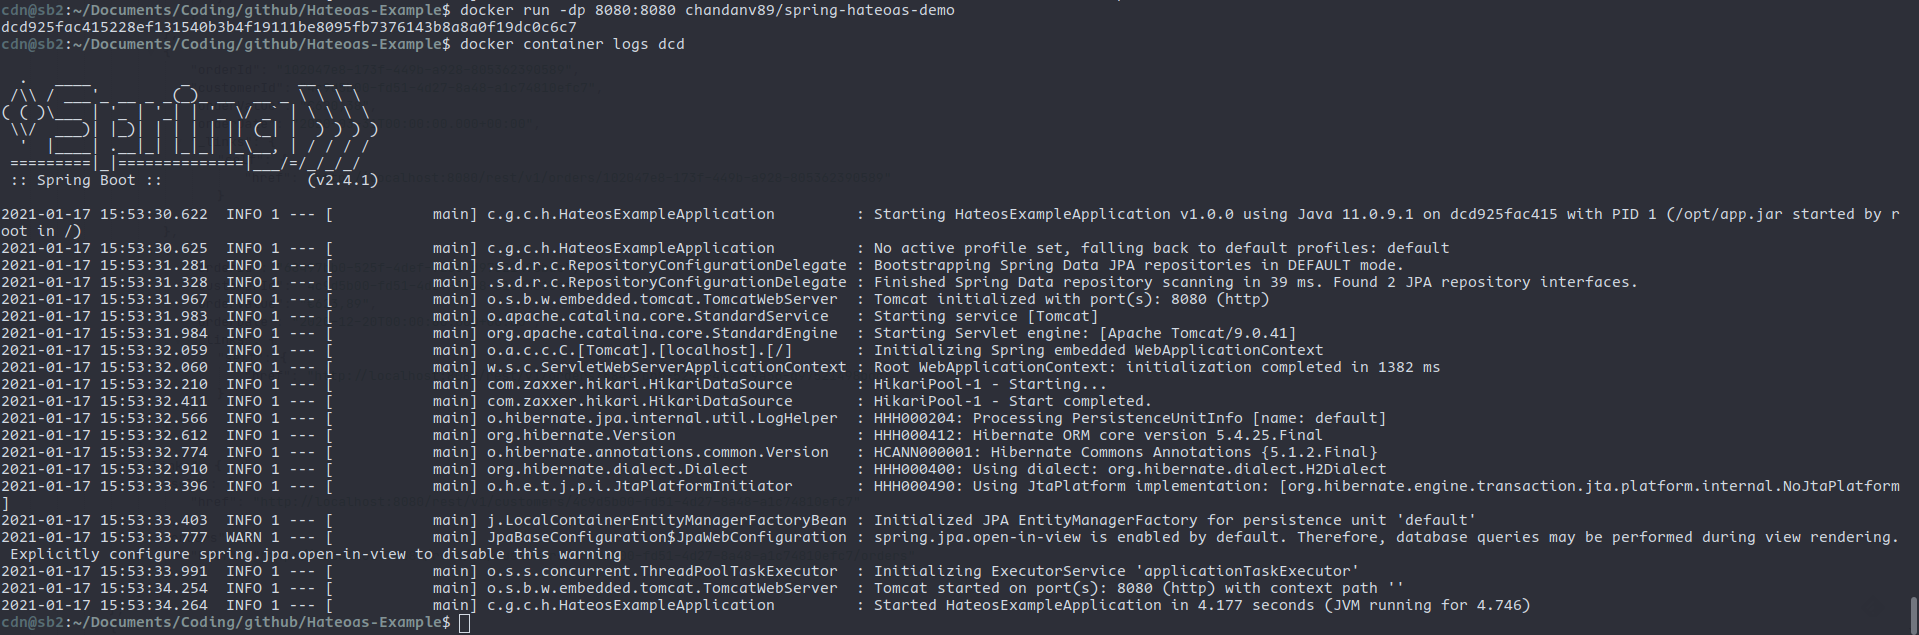 cdn@sb2:~/Documents/Coding/github/Hateoas-Example$ docker run -dp 8080:8080 chandanv89/spring-hateoas-demo
dcd925fac415228ef131540b3b4f19111be8095fb7376143b8a8a0f19dc0c6c7
cdn@sb2:~/Documents/Coding/github/Hateoas-Example$ docker container logs dcd

  .   ____          _            __ _ _
 /\\ / ___'_ __ _ _(_)_ __  __ _ \ \ \ \
( ( )\___ | '_ | '_| | '_ \/ _` | \ \ \ \
 \\/  ___)| |_)| | | | | || (_| |  ) ) ) )
  '  |____| .__|_| |_|_| |_\__, | / / / /
 =========|_|==============|___/=/_/_/_/
 :: Spring Boot ::                (v2.4.1)

2021-01-17 15:53:30.622  INFO 1 --- [           main] c.g.c.h.HateosExampleApplication         : Starting HateosExampleApplication v1.0.0 using Java 11.0.9.1 on dcd925fac415 with PID 1 (/opt/app.jar started by r
oot in /)
2021-01-17 15:53:30.625  INFO 1 --- [           main] c.g.c.h.HateosExampleApplication         : No active profile set, falling back to default profiles: default
2021-01-17 15:53:31.281  INFO 1 --- [           main] .s.d.r.c.RepositoryConfigurationDelegate : Bootstrapping Spring Data JPA repositories in DEFAULT mode.
2021-01-17 15:53:31.328  INFO 1 --- [           main] .s.d.r.c.RepositoryConfigurationDelegate : Finished Spring Data repository scanning in 39 ms. Found 2 JPA repository interfaces.
2021-01-17 15:53:31.967  INFO 1 --- [           main] o.s.b.w.embedded.tomcat.TomcatWebServer  : Tomcat initialized with port(s): 8080 (http)
2021-01-17 15:53:31.983  INFO 1 --- [           main] o.apache.catalina.core.StandardService   : Starting service [Tomcat]
2021-01-17 15:53:31.984  INFO 1 --- [           main] org.apache.catalina.core.StandardEngine  : Starting Servlet engine: [Apache Tomcat/9.0.41]
2021-01-17 15:53:32.059  INFO 1 --- [           main] o.a.c.c.C.[Tomcat].[localhost].[/]       : Initializing Spring embedded WebApplicationContext
2021-01-17 15:53:32.060  INFO 1 --- [           main] w.s.c.ServletWebServerApplicationContext : Root WebApplicationContext: initialization completed in 1382 ms
2021-01-17 15:53:32.210  INFO 1 --- [           main] com.zaxxer.hikari.HikariDataSource       : HikariPool-1 - Starting...
2021-01-17 15:53:32.411  INFO 1 --- [           main] com.zaxxer.hikari.HikariDataSource       : HikariPool-1 - Start completed.
2021-01-17 15:53:32.566  INFO 1 --- [           main] o.hibernate.jpa.internal.util.LogHelper  : HHH000204: Processing PersistenceUnitInfo [name: default]
2021-01-17 15:53:32.612  INFO 1 --- [           main] org.hibernate.Version                    : HHH000412: Hibernate ORM core version 5.4.25.Final
2021-01-17 15:53:32.774  INFO 1 --- [           main] o.hibernate.annotations.common.Version   : HCANN000001: Hibernate Commons Annotations {5.1.2.Final}
2021-01-17 15:53:32.910  INFO 1 --- [           main] org.hibernate.dialect.Dialect            : HHH000400: Using dialect: org.hibernate.dialect.H2Dialect
2021-01-17 15:53:33.396  INFO 1 --- [           main] o.h.e.t.j.p.i.JtaPlatformInitiator       : HHH000490: Using JtaPlatform implementation: [org.hibernate.engine.transaction.jta.platform.internal.NoJtaPlatform
]
2021-01-17 15:53:33.403  INFO 1 --- [           main] j.LocalContainerEntityManagerFactoryBean : Initialized JPA EntityManagerFactory for persistence unit 'default'
2021-01-17 15:53:33.777  WARN 1 --- [           main] JpaBaseConfiguration$JpaWebConfiguration : spring.jpa.open-in-view is enabled by default. Therefore, database queries may be performed during view rendering.
 Explicitly configure spring.jpa.open-in-view to disable this warning
2021-01-17 15:53:33.991  INFO 1 --- [           main] o.s.s.concurrent.ThreadPoolTaskExecutor  : Initializing ExecutorService 'applicationTaskExecutor'
2021-01-17 15:53:34.254  INFO 1 --- [           main] o.s.b.w.embedded.tomcat.TomcatWebServer  : Tomcat started on port(s): 8080 (http) with context path ''
2021-01-17 15:53:34.264  INFO 1 --- [           main] c.g.c.h.HateosExampleApplication         : Started HateosExampleApplication in 4.177 seconds (JVM running for 4.746)
cdn@sb2:~/Documents/Coding/github/Hateoas-Example$